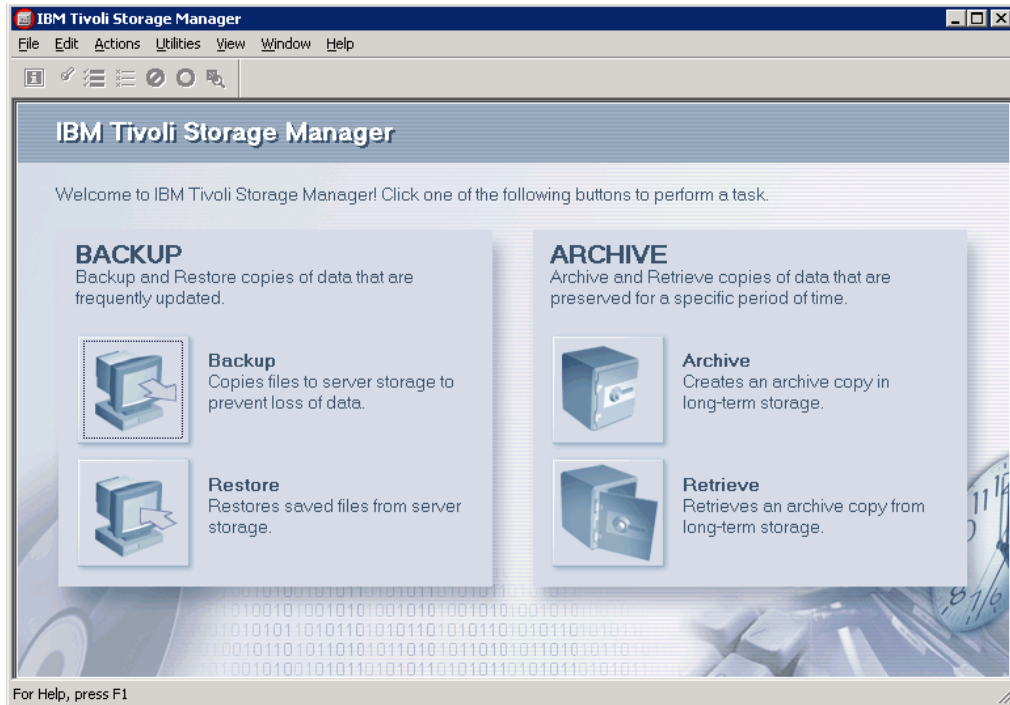 IBM Tivoli Storage Manager
File Edit Actions Utilities View Window Help
IBM Tivoli Storage Manager
Welcome to IBM Tivoli Storage Manager! Click one of the following buttons to perform a task.
BACKUP
Backup and Restore copies of data that are
frequently updated.
Backup
Copies files to server storage to
prevent loss of data.
Restore
Restores saved files from server
storage.
ARCHIVE
Archive and Retrieve copies of data that are
preserved for a specific period of time.
Archive
Creates an archive copy in
long-term storage.
Retrieve
Retrieves an archive copy from
long-term storage.
For Help, press F1